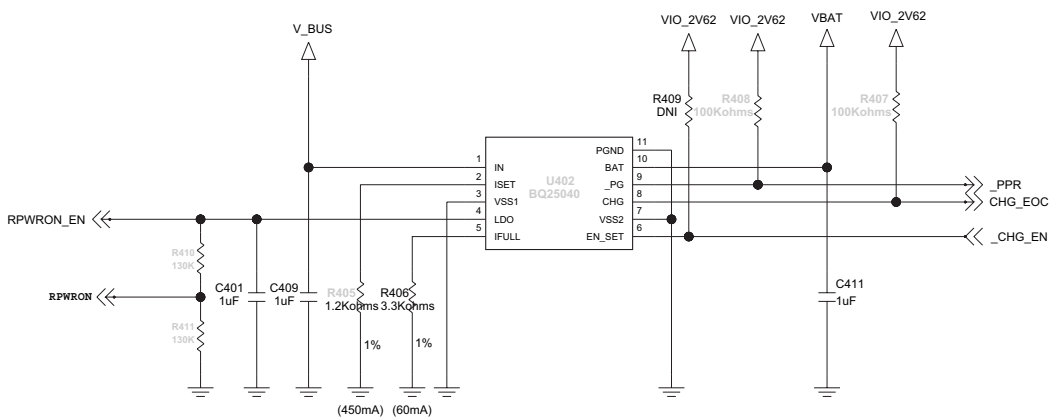 VIO_2V62 VIO_2V62 VBAT VIO_2V62
V_BUS
R409
DNI
R408
100Kohms
R407
100Kohms
U402
BQ25040
1 IN
2 ISET
3 VSS1
4 LDO
5 IFULL
11 PGND
10 BAT
9 _PG
8 CHG
7 VSS2
6 EN_SET
_PPR
CHG_EOC
_CHG_EN
RPWRON_EN
RPWRON
R410
130K
R411
130K
C401
1uF
C409
1uF
R405
1.2Kohms
1%
(450mA)
R406
3.3Kohms
1%
(60mA)
C411
1uF